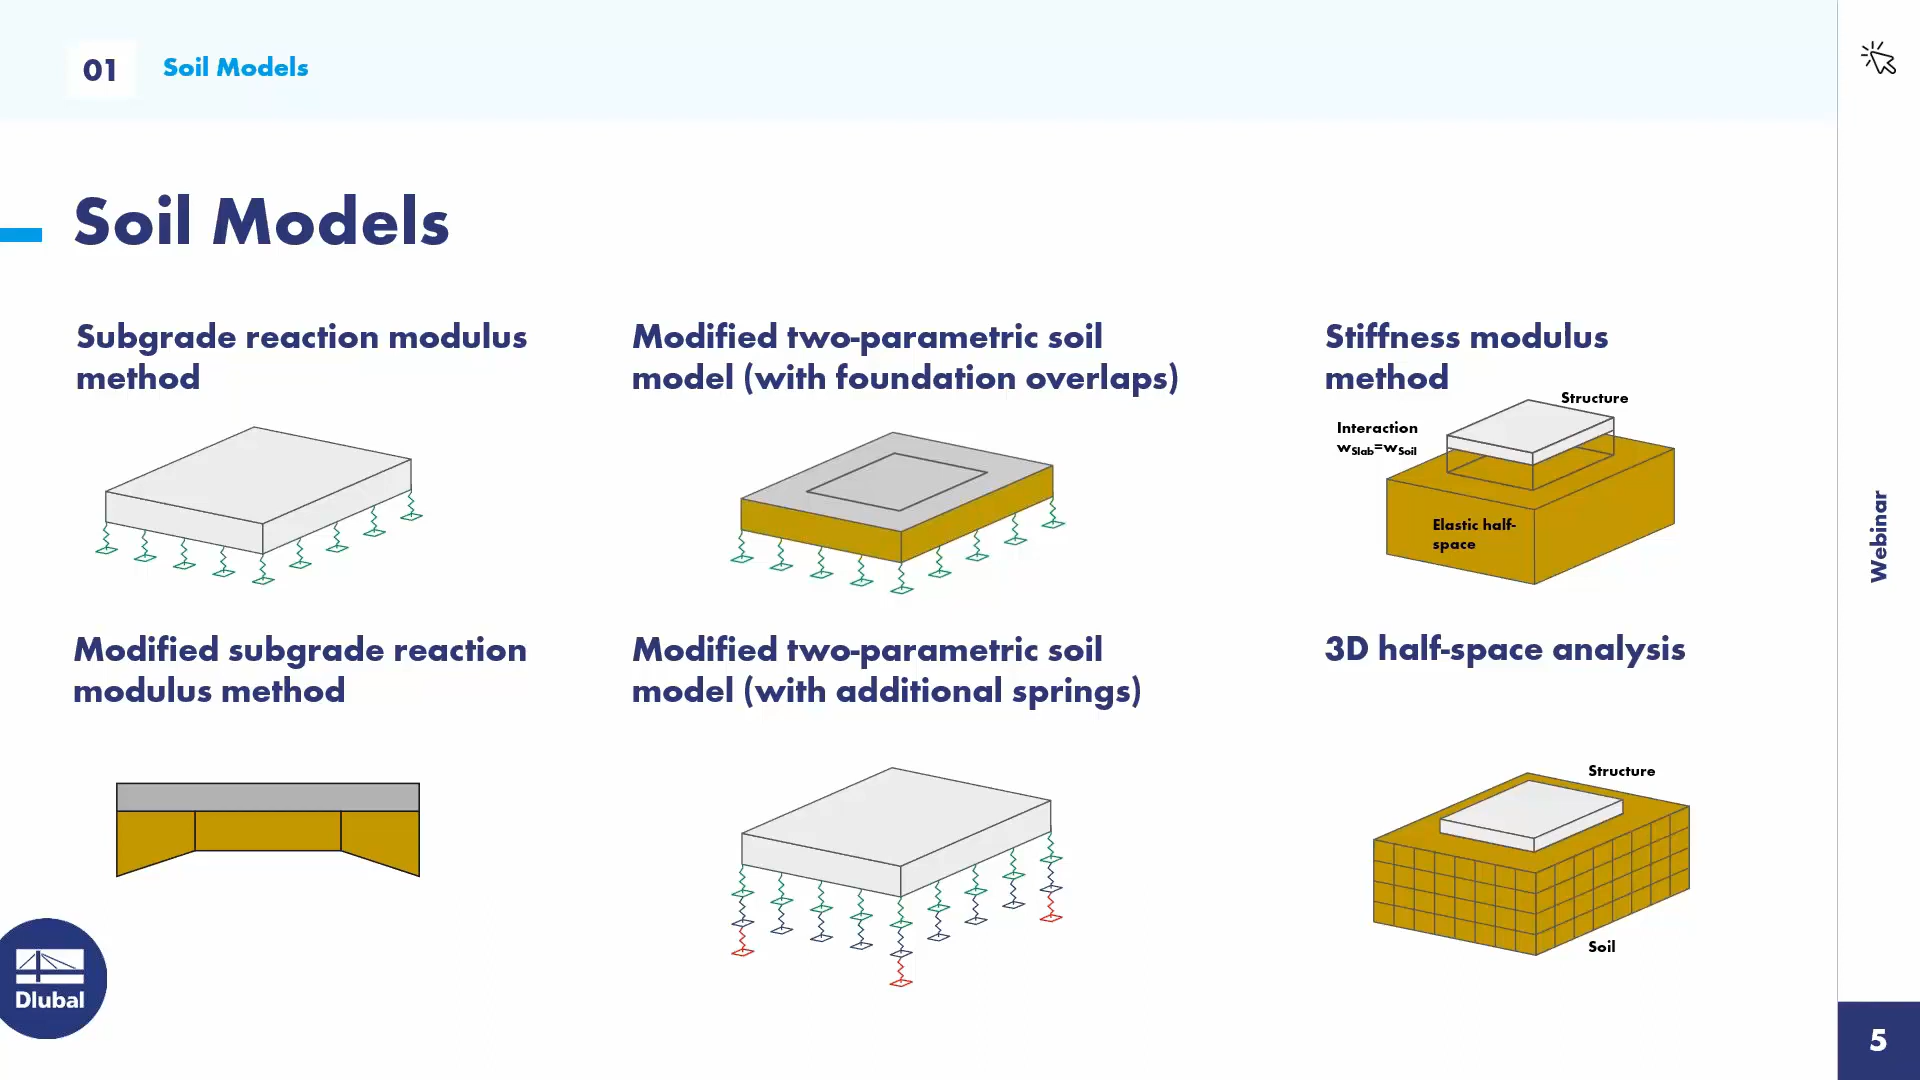 01
Soil Models
Soil Models
Subgrade reaction modulus
method
Modified two-parametric soil
model (with foundation overlaps)
Stiffness modulus
method
Structure
Interaction
wSlab=wSoil
Elastic half-
space
Modified subgrade reaction
modulus method
Modified two-parametric soil
model (with additional springs)
3D half-space analysis
Structure
Soil
Dlubal
Webinar
5